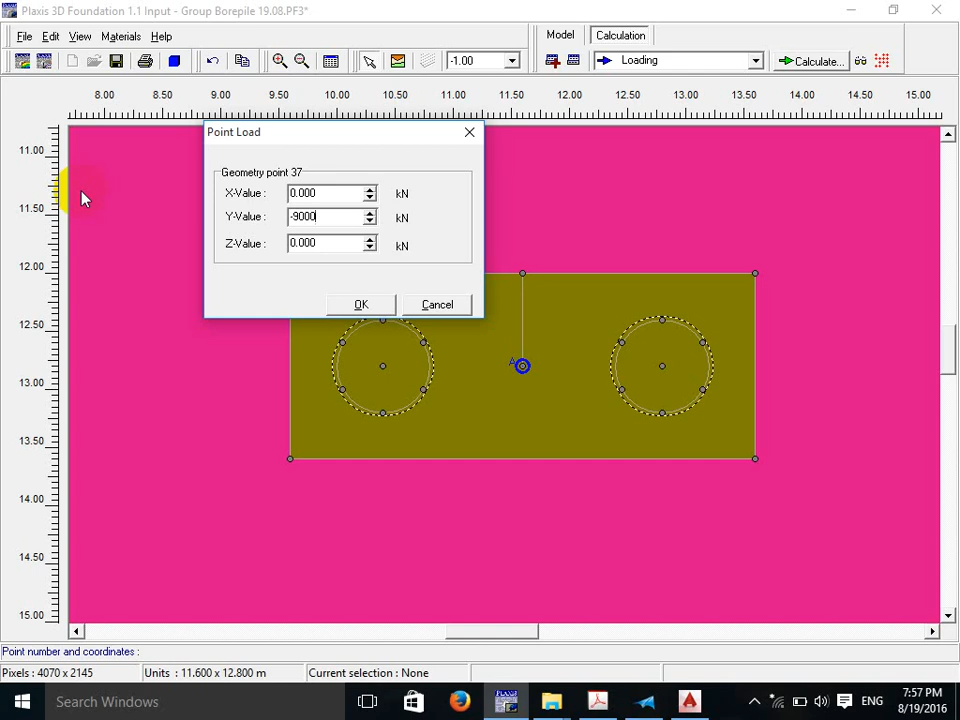 Plaxis 3D Foundation 1.1 Input - Group Borepile 19.08.PF3*
File Edit View Materials Help
Model Calculation
-1.00
Loading
Calculate...
8.00 8.50 9.00 9.50 10.00 10.50 11.00 11.50 12.00 12.50 13.00 13.50 14.00 14.50 15.00
Point Load
Geometry point 37
X-Value : 0.000 kN
Y-Value : -9000 kN
Z-Value : 0.000 kN
OK Cancel
11.00
11.50
12.00
12.50
A
13.00
13.50
14.00
14.50
15.00
Point number and coordinates :
Pixels : 4070 x 2145 Units : 11.600 x 12.800 m Current selection : None
Search Windows
ENG
7:57 PM
8/19/2016